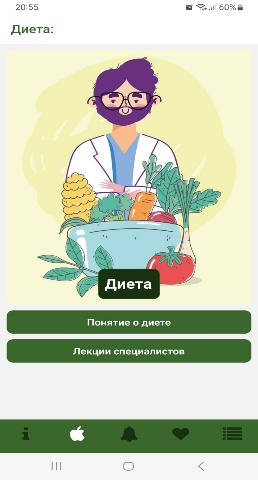 20:55
60%
Диета:
Диета
Понятие о диете
Лекции специалистов